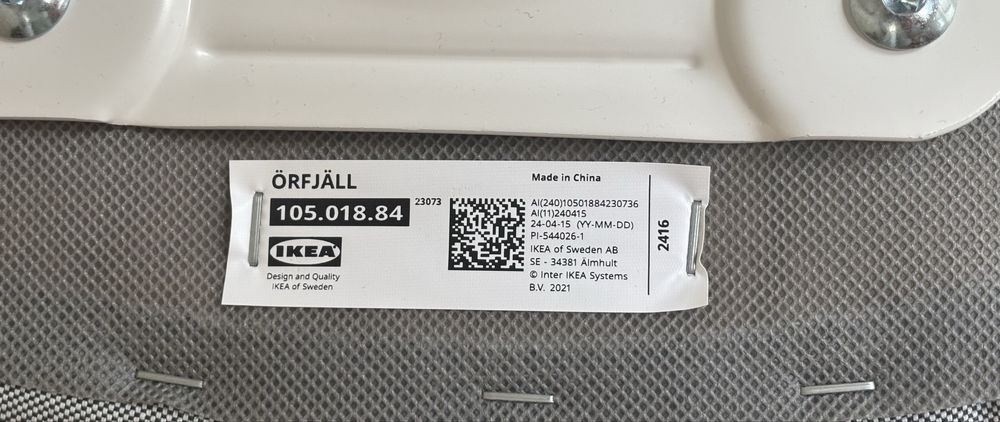 ÖRFJÄLL
105.018.84
23073
IKEA
Design and Quality
IKEA of Sweden
Made in China
AI(240)10501884230736
AI(11)240415
24-04-15 (YY-MM-DD)
PI-544026-1
IKEA of Sweden AB
SE - 34381 Älmhult
© Inter IKEA Systems
B.V. 2021
2416